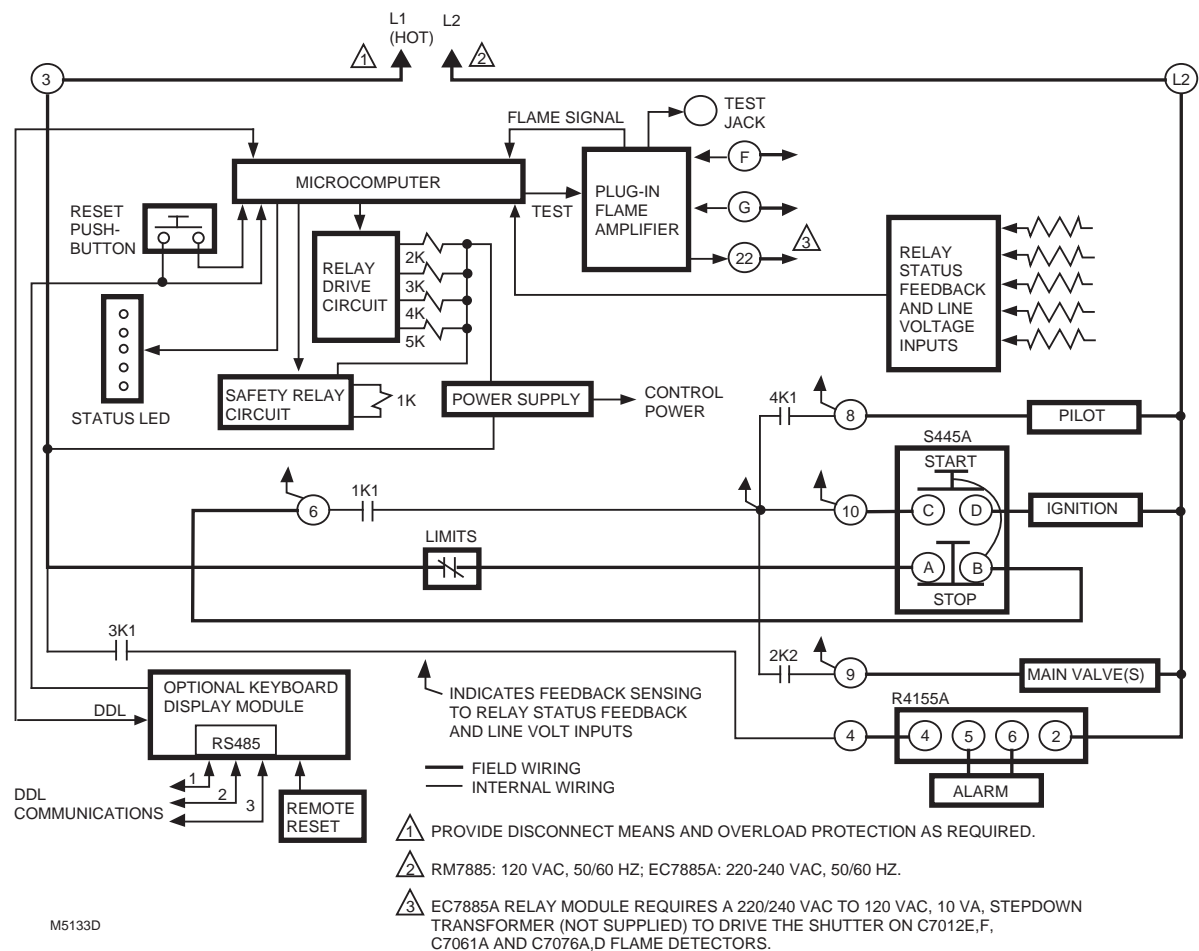 L1
(HOT)
L2
1
2
3
L2
FLAME SIGNAL
TEST
JACK
MICROCOMPUTER
TEST
PLUG-IN
FLAME
AMPLIFIER
F
G
22
3
RESET
PUSH-
BUTTON
RELAY
DRIVE
CIRCUIT
2K
3K
4K
5K
RELAY
STATUS
FEEDBACK
AND LINE
VOLTAGE
INPUTS
STATUS LED
SAFETY RELAY
CIRCUIT
1K
POWER SUPPLY
CONTROL
POWER
4K1
8
PILOT
S445A
START
6
1K1
10
C
D
IGNITION
LIMITS
A
B
STOP
3K1
2K2
9
MAIN VALVE(S)
OPTIONAL KEYBOARD
DISPLAY MODULE
DDL
RS485
INDICATES FEEDBACK SENSING
TO RELAY STATUS FEEDBACK
AND LINE VOLT INPUTS
R4155A
4
4
5
6
2
ALARM
FIELD WIRING
INTERNAL WIRING
DDL
COMMUNICATIONS
1
2
3
REMOTE
RESET
1 PROVIDE DISCONNECT MEANS AND OVERLOAD PROTECTION AS REQUIRED.
2 RM7885: 120 VAC, 50/60 HZ; EC7885A: 220-240 VAC, 50/60 HZ.
3 EC7885A RELAY MODULE REQUIRES A 220/240 VAC TO 120 VAC, 10 VA, STEPDOWN
TRANSFORMER (NOT SUPPLIED) TO DRIVE THE SHUTTER ON C7012E,F,
C7061A AND C7076A,D FLAME DETECTORS.
M5133D